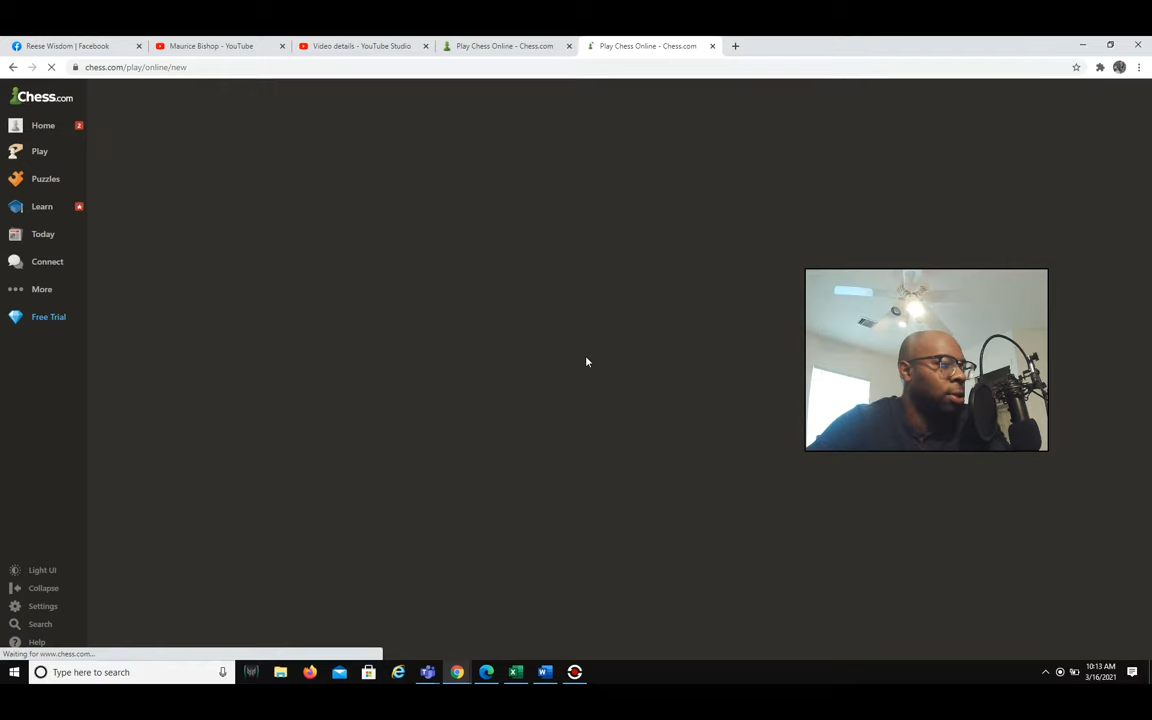 Reese Wisdom | Facebook
Maurice Bishop - YouTube
Video details - YouTube Studio
Play Chess Online - Chess.com
Play Chess Online - Chess.com
chess.com/play/online/new
Chess.com
Home 2
Play
Puzzles
Learn
Today
Connect
More
Free Trial
Light UI
Collapse
Settings
Search
Help
Waiting for www.chess.com...
Type here to search
10:13 AM
3/16/2021